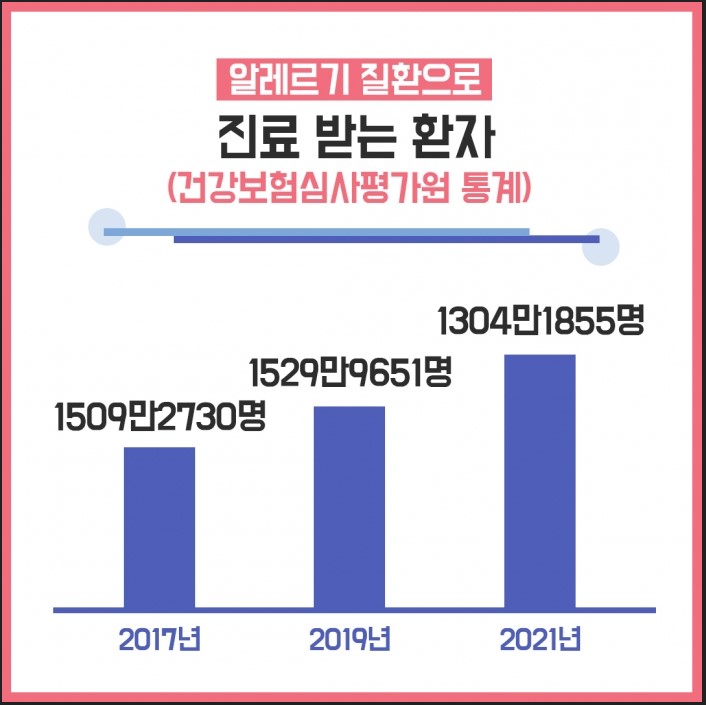 알레르기 질환으로
진료 받는 환자
(건강보험심사평가원 통계)
1304만1855명
1529만9651명
1509만2730명
2017년 2019년 2021년